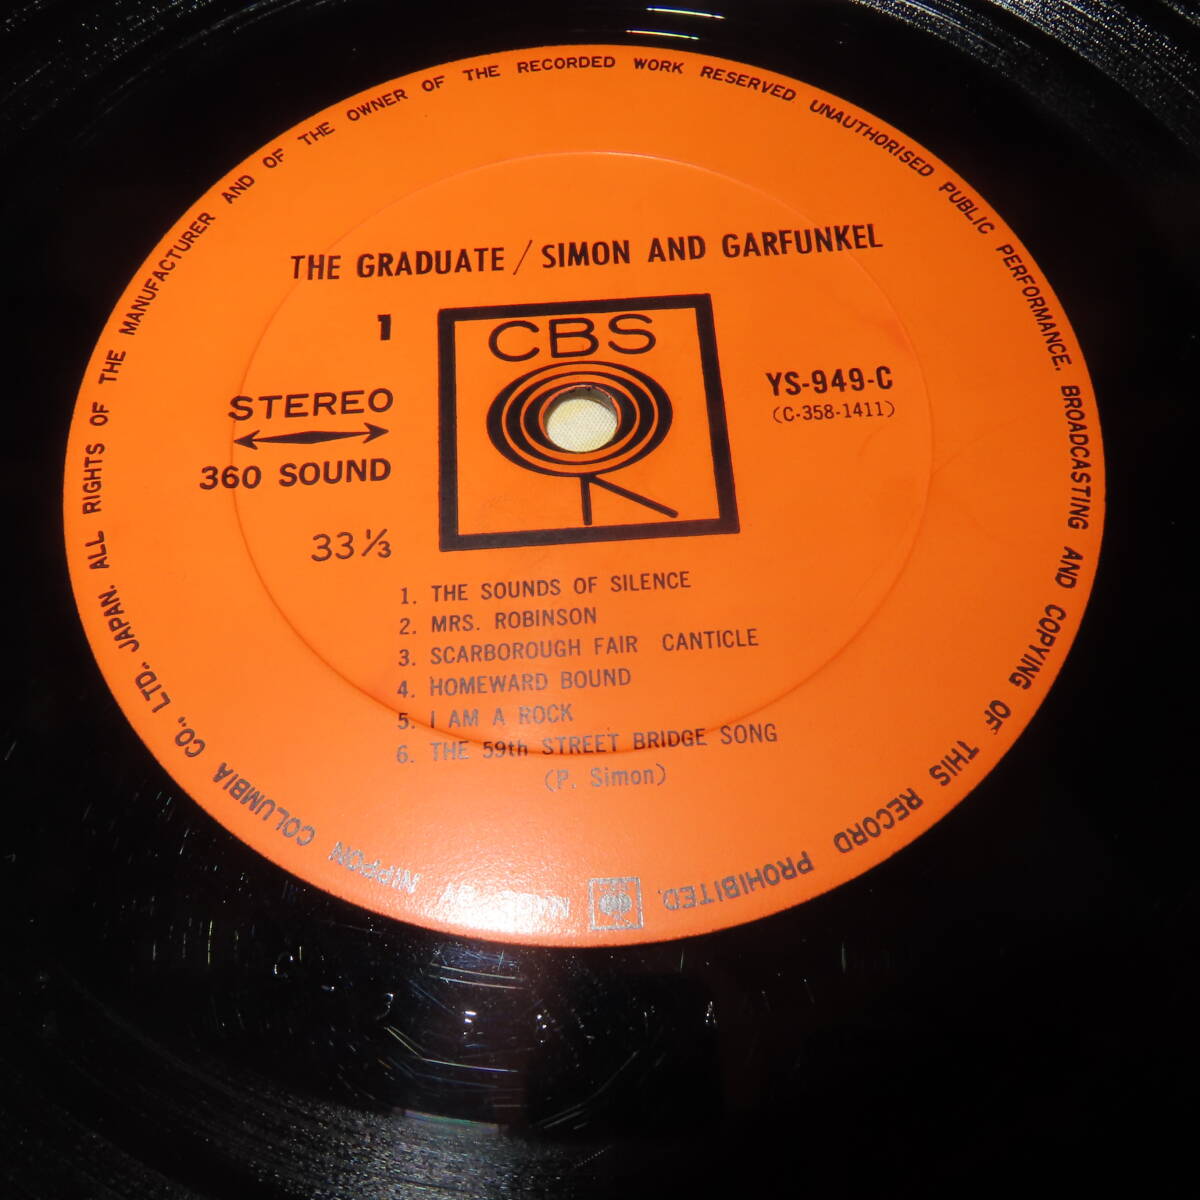 THE GRADUATE / SIMON AND GARFUNKEL
1
CBS
STEREO
360 SOUND
33 1/3
YS-949-C
(C-358-1411)
1. THE SOUNDS OF SILENCE
2. MRS. ROBINSON
3. SCARBOROUGH FAIR CANTICLE
4. HOMEWARD BOUND
5. I AM A ROCK
6. THE 59th STREET BRIDGE SONG
(P. Simon)
BY NIPPON COLUMBIA CO., LTD., JAPAN. ALL RIGHTS OF THE MANUFACTURER AND OF THE OWNER OF THE RECORDED WORK RESERVED UNAUTHORISED PUBLIC PERFORMANCE. BROADCASTING AND COPYING OF THIS RECORD PROHIBITED.